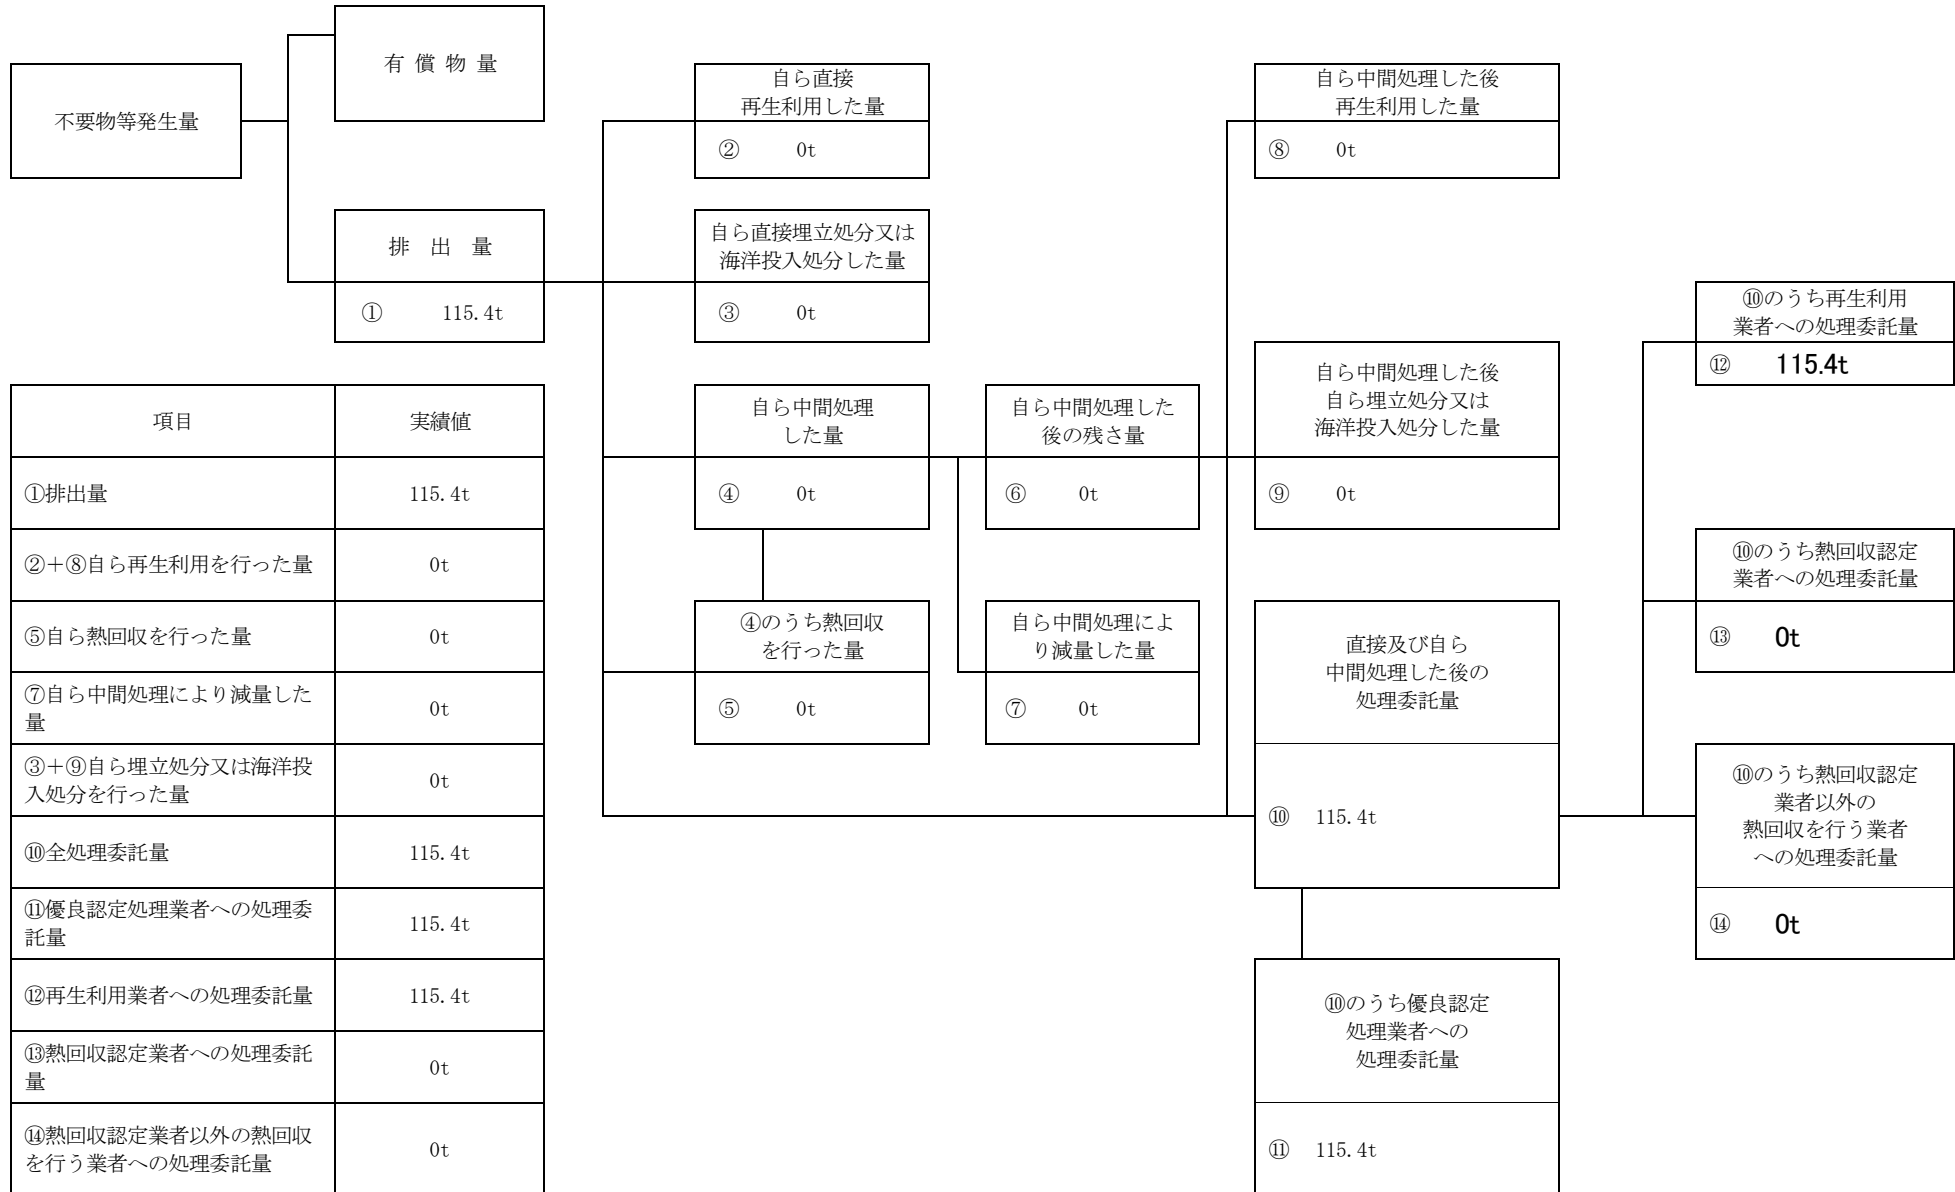 有 償 物 量
不要物等発生量
排 出 量
① 115.4t
自ら直接
再生利用した量
② 0t
自ら直接埋立処分又は
海洋投入処分した量
③ 0t
自ら中間処理
した量
④ 0t
④のうち熱回収
を行った量
⑤ 0t
自ら中間処理した
後の残さ量
⑥ 0t
自ら中間処理によ
り減量した量
⑦ 0t
自ら中間処理した後
再生利用した量
⑧ 0t
自ら中間処理した後
自ら埋立処分又は
海洋投入処分した量
⑨ 0t
直接及び自ら
中間処理した後の
処理委託量
⑩ 115.4t
⑩のうち優良認定
処理業者への
処理委託量
⑪ 115.4t
⑩のうち再生利用
業者への処理委託量
⑫ 115.4t
⑩のうち熱回収認定
業者への処理委託量
⑬ 0t
⑩のうち熱回収認定
業者以外の
熱回収を行う業者
への処理委託量
⑭ 0t
項目 実績値
①排出量 115.4t
②+⑧自ら再生利用を行った量 0t
⑤自ら熱回収を行った量 0t
⑦自ら中間処理により減量した
量 0t
③+⑨自ら埋立処分又は海洋投
入処分を行った量 0t
⑩全処理委託量 115.4t
⑪優良認定処理業者への処理委
託量 115.4t
⑫再生利用業者への処理委託量 115.4t
⑬熱回収認定業者への処理委託
量 0t
⑭熱回収認定業者以外の熱回収
を行う業者への処理委託量 0t